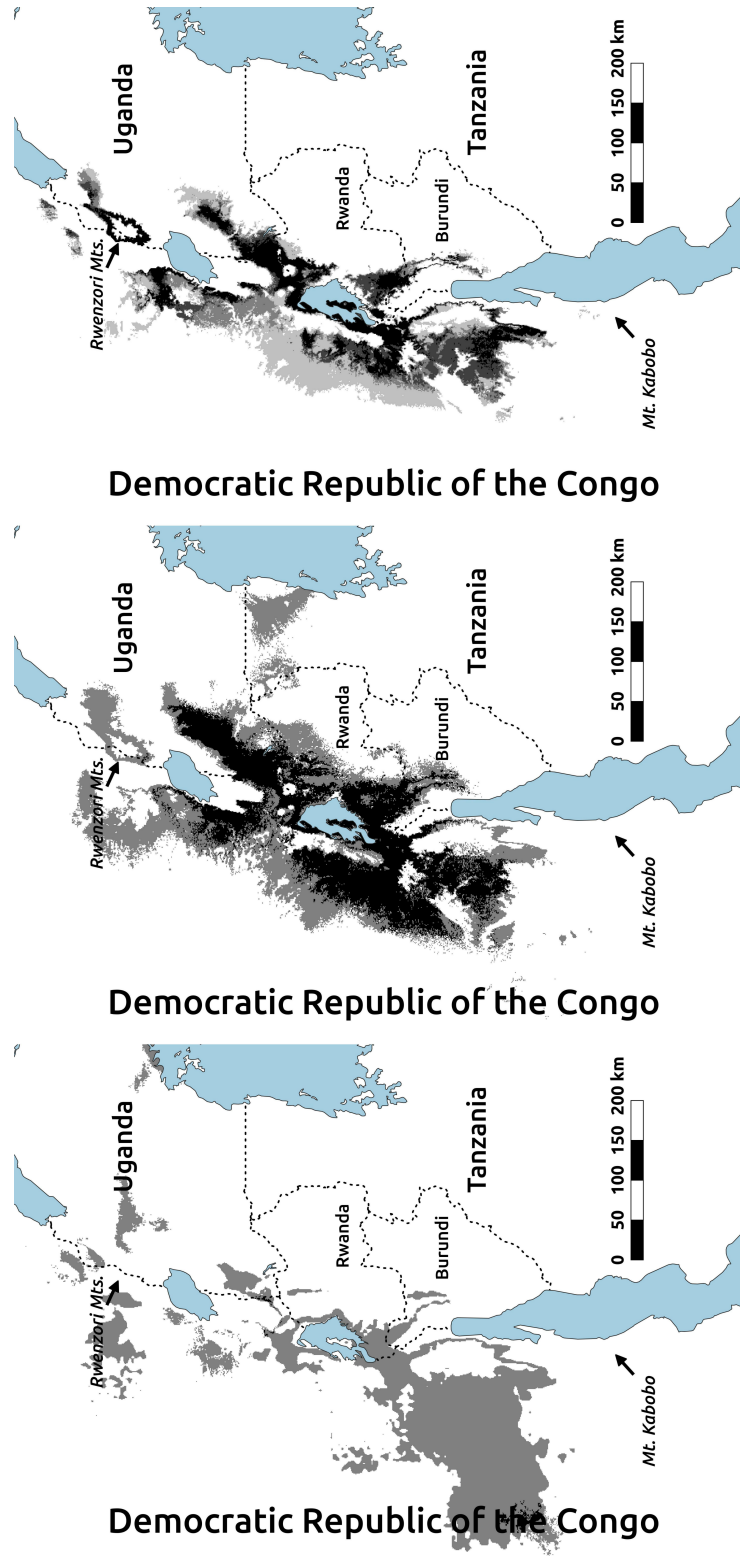 Uganda
Rwenzori Mts.
Rwanda
Burundi
Tanzania
0 50 100 150 200 km
Mt. Kabobo
Democratic Republic of the Congo
Uganda
Rwenzori Mts.
Rwanda
Burundi
Tanzania
0 50 100 150 200 km
Mt. Kabobo
Democratic Republic of the Congo
Uganda
Rwenzori Mts.
Rwanda
Burundi
Tanzania
0 50 100 150 200 km
Mt. Kabobo
Democratic Republic of the Congo